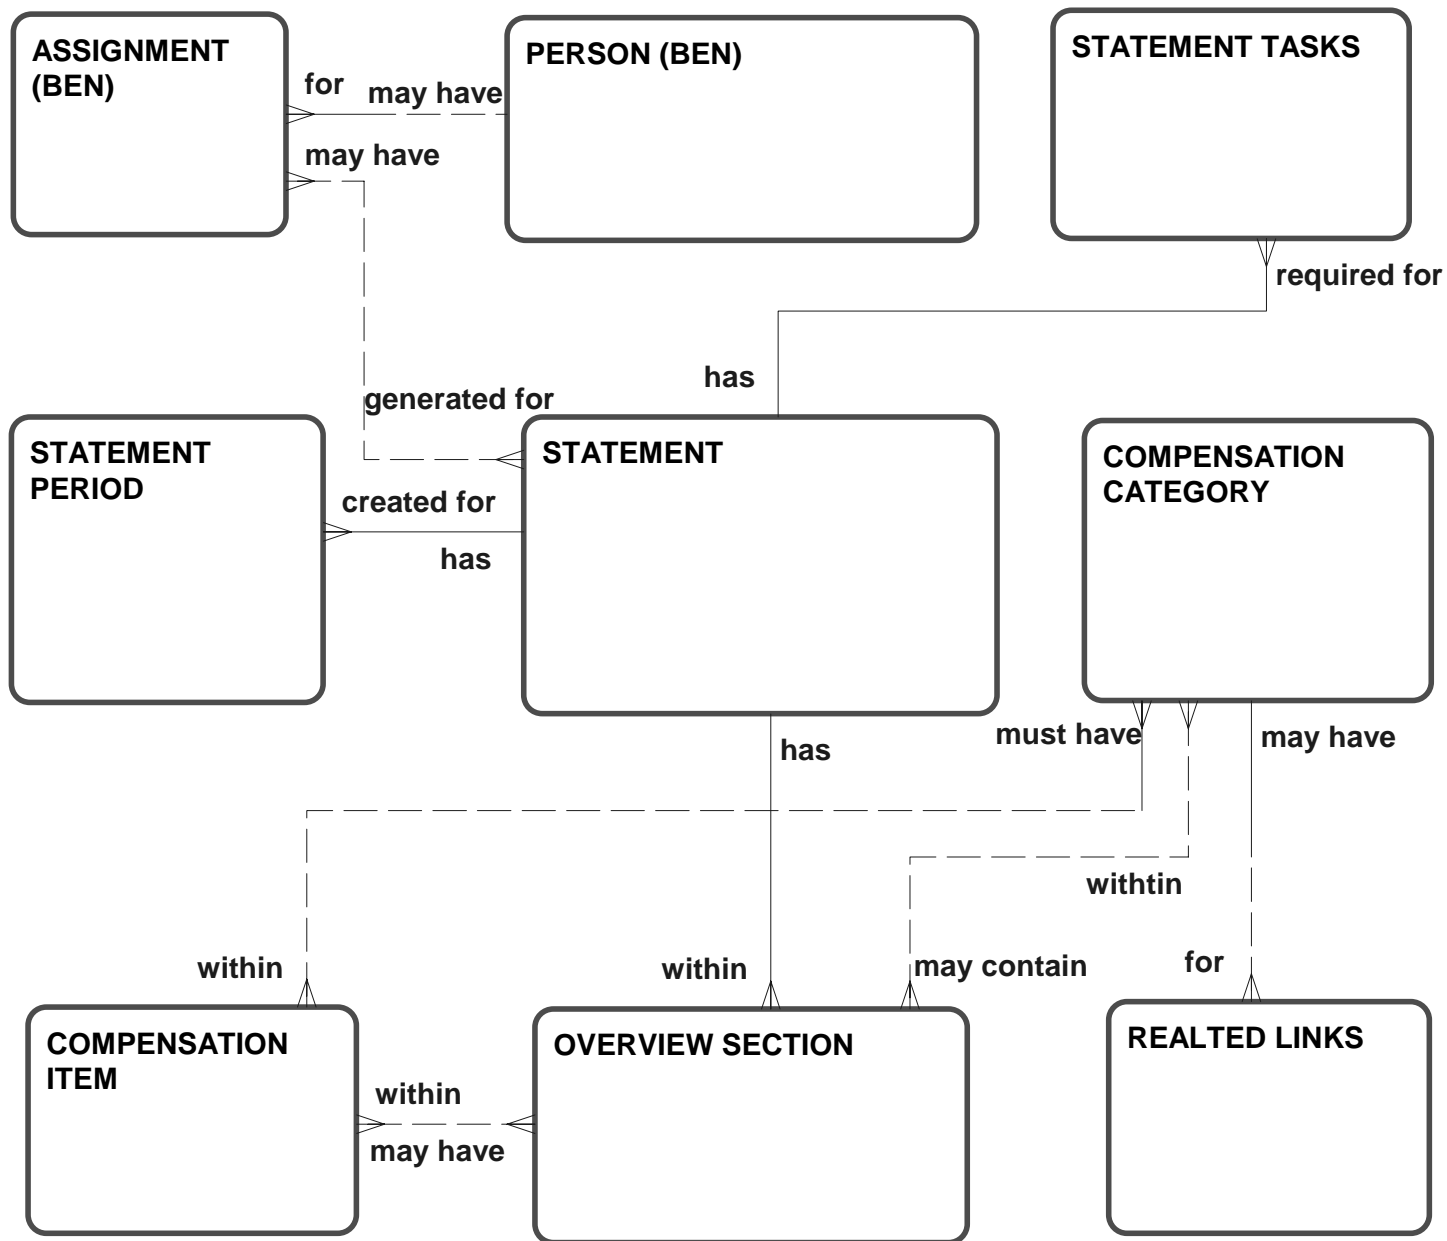 ASSIGNMENT
(BEN)
for
may have
may have
PERSON (BEN)
STATEMENT TASKS
required for
has
generated for
STATEMENT
PERIOD
created for
has
STATEMENT
COMPENSATION
CATEGORY
must have
may have
has
withtin
within
within
may contain
for
COMPENSATION
ITEM
within
may have
OVERVIEW SECTION
REALTED LINKS